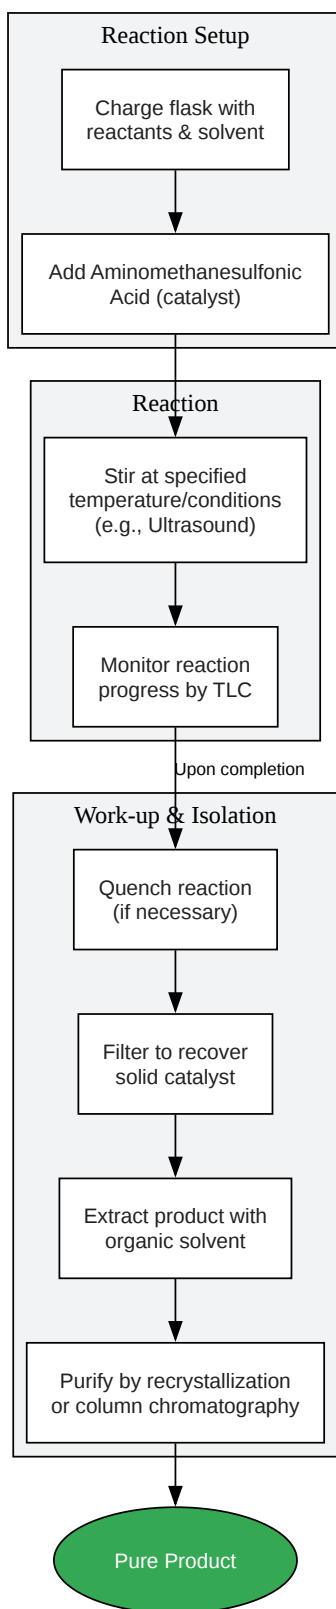 Reaction Setup
Charge flask with
reactants & solvent
Add Aminomethanesulfonic
Acid (catalyst)
Reaction
Stir at specified
temperature/conditions
(e.g., Ultrasound)
Monitor reaction
progress by TLC
Upon completion
Work-up & Isolation
Quench reaction
(if necessary)
Filter to recover
solid catalyst
Extract product with
organic solvent
Purify by recrystallization
or column chromatography
Pure Product